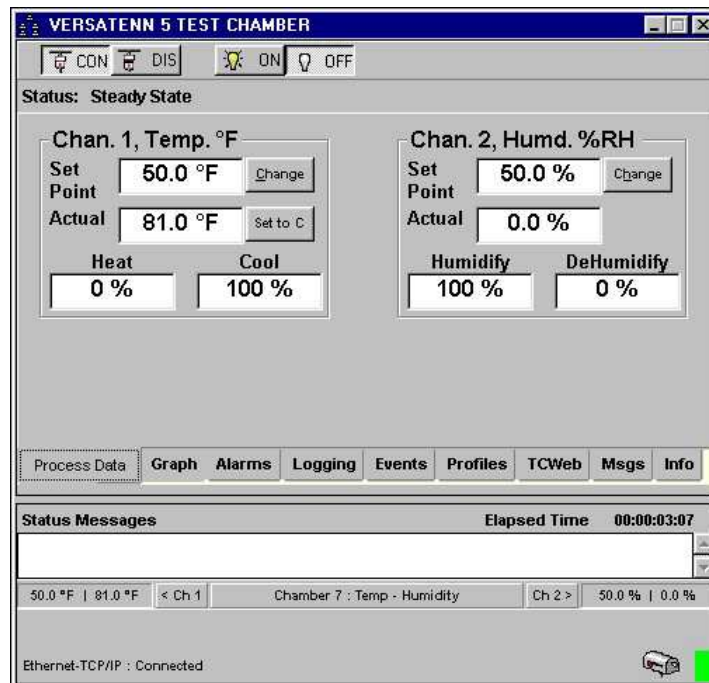 VERSATENN 5 TEST CHAMBER
CON DIS ON OFF
Status: Steady State
Chan. 1, Temp. °F
Set Point 50.0 °F Change
Actual 81.0 °F Set to C
Heat Cool
0 % 100 %
Chan. 2, Humd. %RH
Set Point 50.0 % Change
Actual 0.0 %
Humidify DeHumidify
100 % 0 %
Process Data Graph Alarms Logging Events Profiles TCWeb Msgs Info
Status Messages Elapsed Time 00:00:03:07
50.0 °F | 81.0 °F < Ch 1 Chamber 7 : Temp - Humidity Ch 2 > 50.0 % | 0.0 %
Ethernet-TCP/IP : Connected